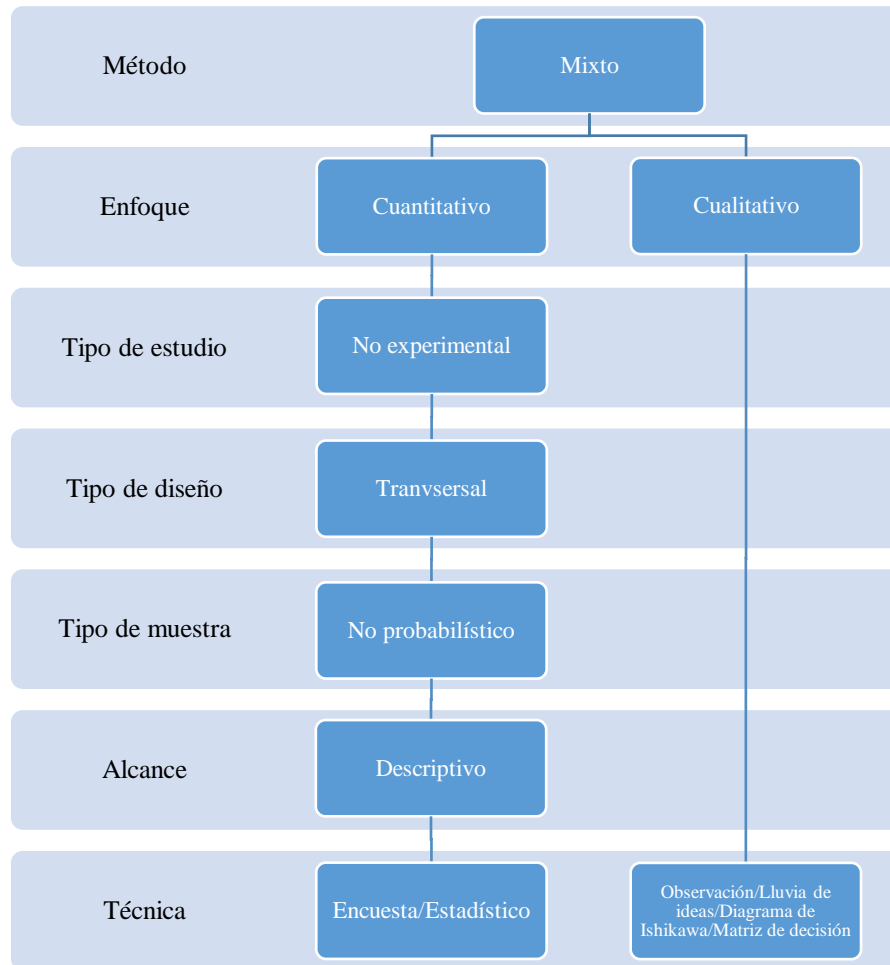 Método
Mixto
Enfoque
Cuantitativo
Cualitativo
Tipo de estudio
No experimental
Tipo de diseño
Tranvsersal
Tipo de muestra
No probabilístico
Alcance
Descriptivo
Técnica
Encuesta/Estadístico
Observación/Lluvia de
ideas/Diagrama de
Ishikawa/Matriz de decisión